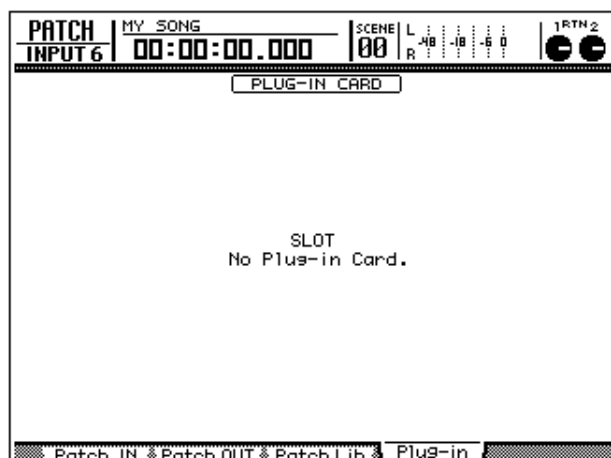 PATCH
INPUT 6
MY SONG
00:00:00.000
SCENE
00
L
R
-48 -18 -6 0
1 RTN 2
PLUG-IN CARD
SLOT
No Plug-in Card.
Patch IN Patch OUT Patch Lib Plug-in